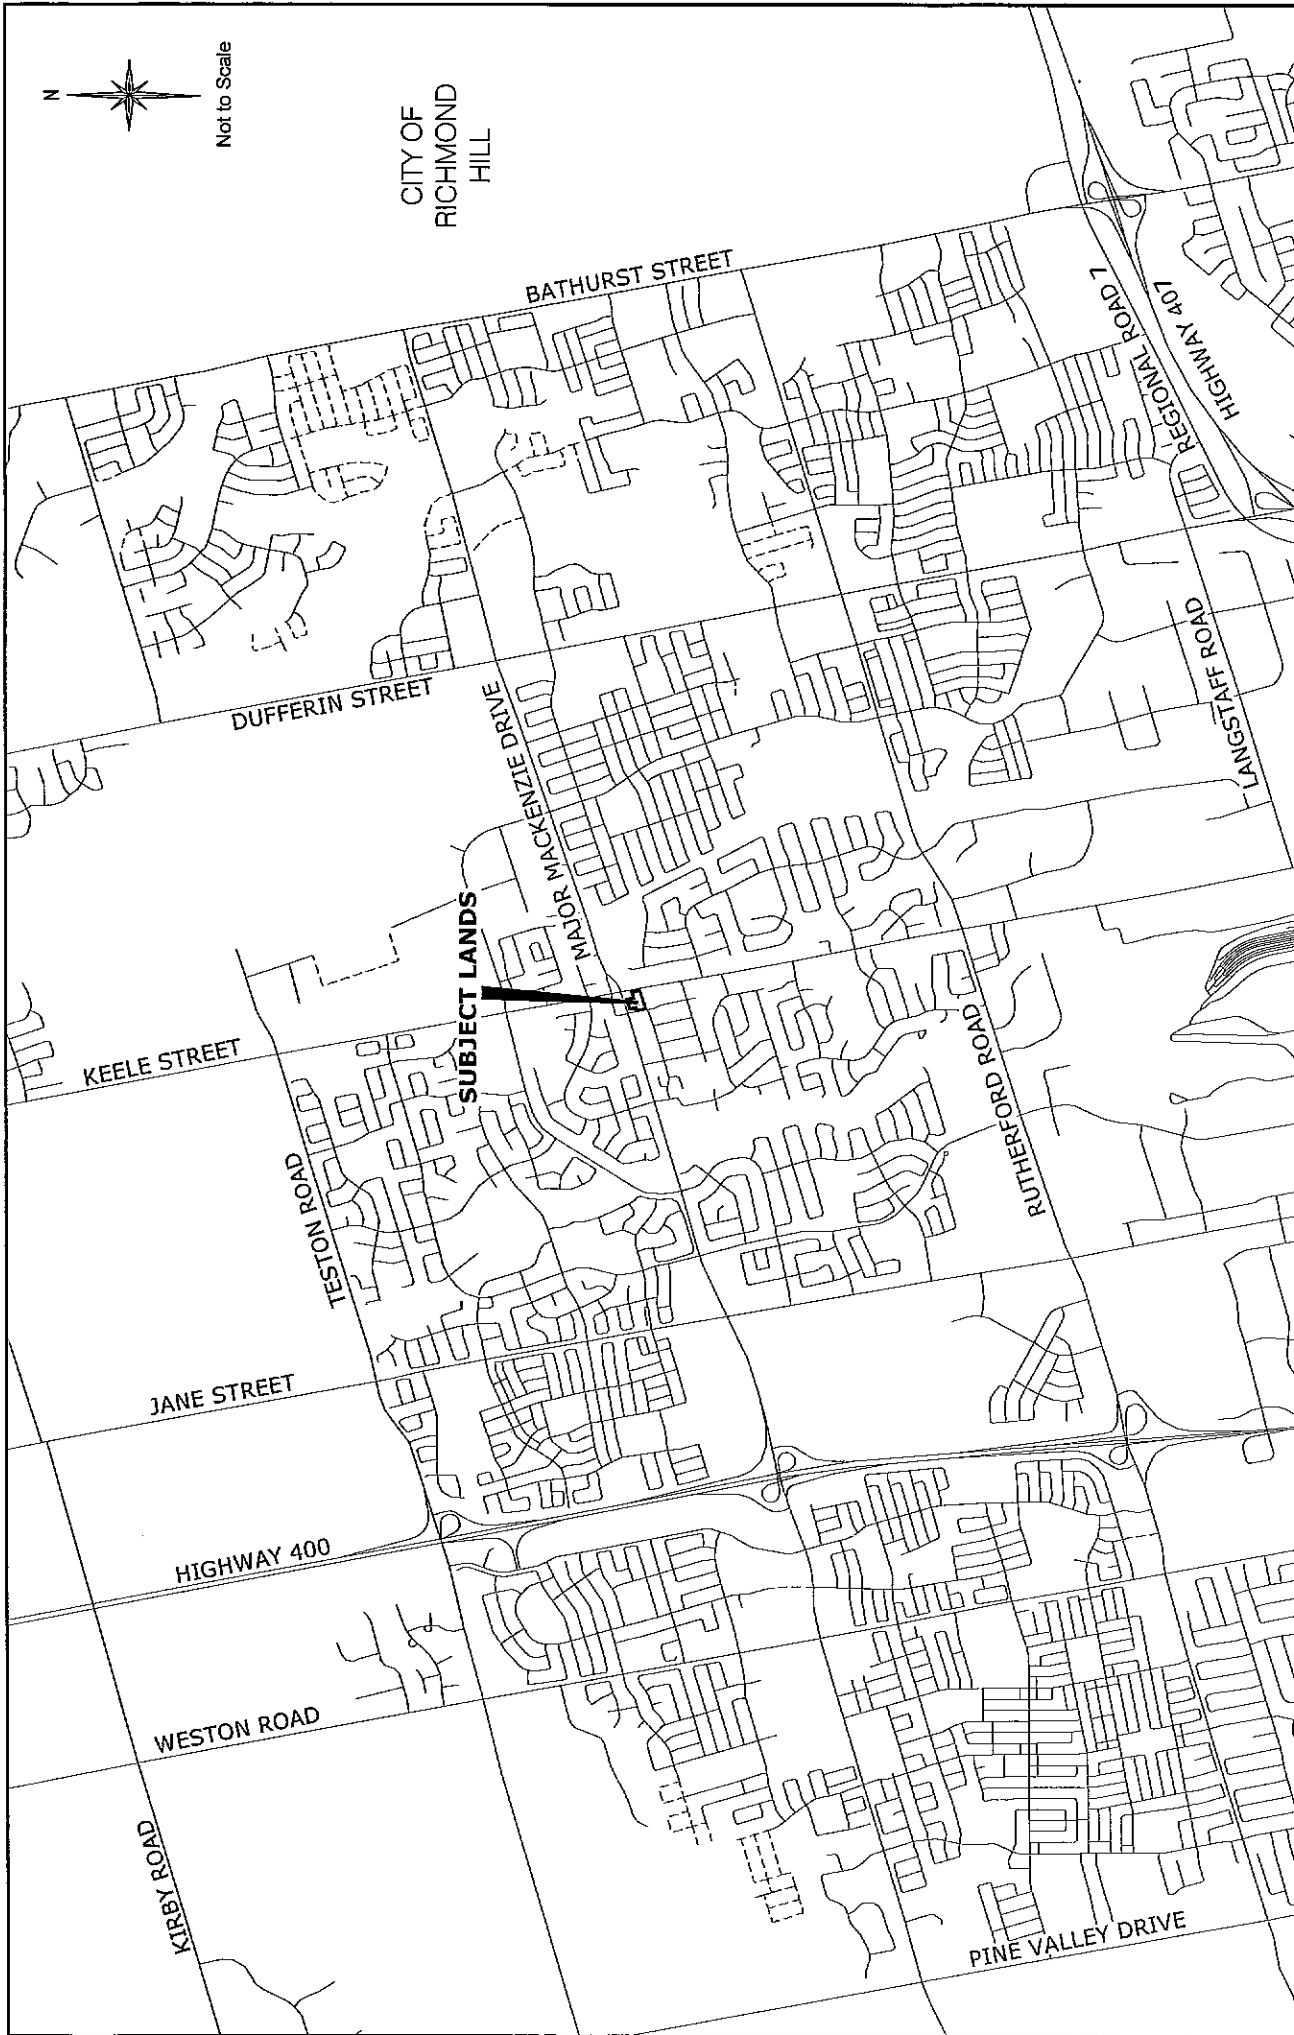 N
Not to Scale
CITY OF
RICHMOND
HILL
BATHURST STREET
REGIONAL ROAD 7
HIGHWAY 407
DUFFERIN STREET
MAJOR MACKENZIE DRIVE
LANGSTAFF ROAD
SUBJECT LANDS
KEELE STREET
RUTHERFORD ROAD
TESTON ROAD
JANE STREET
HIGHWAY 400
WESTON ROAD
KIRBY ROAD
PINE VALLEY DRIVE